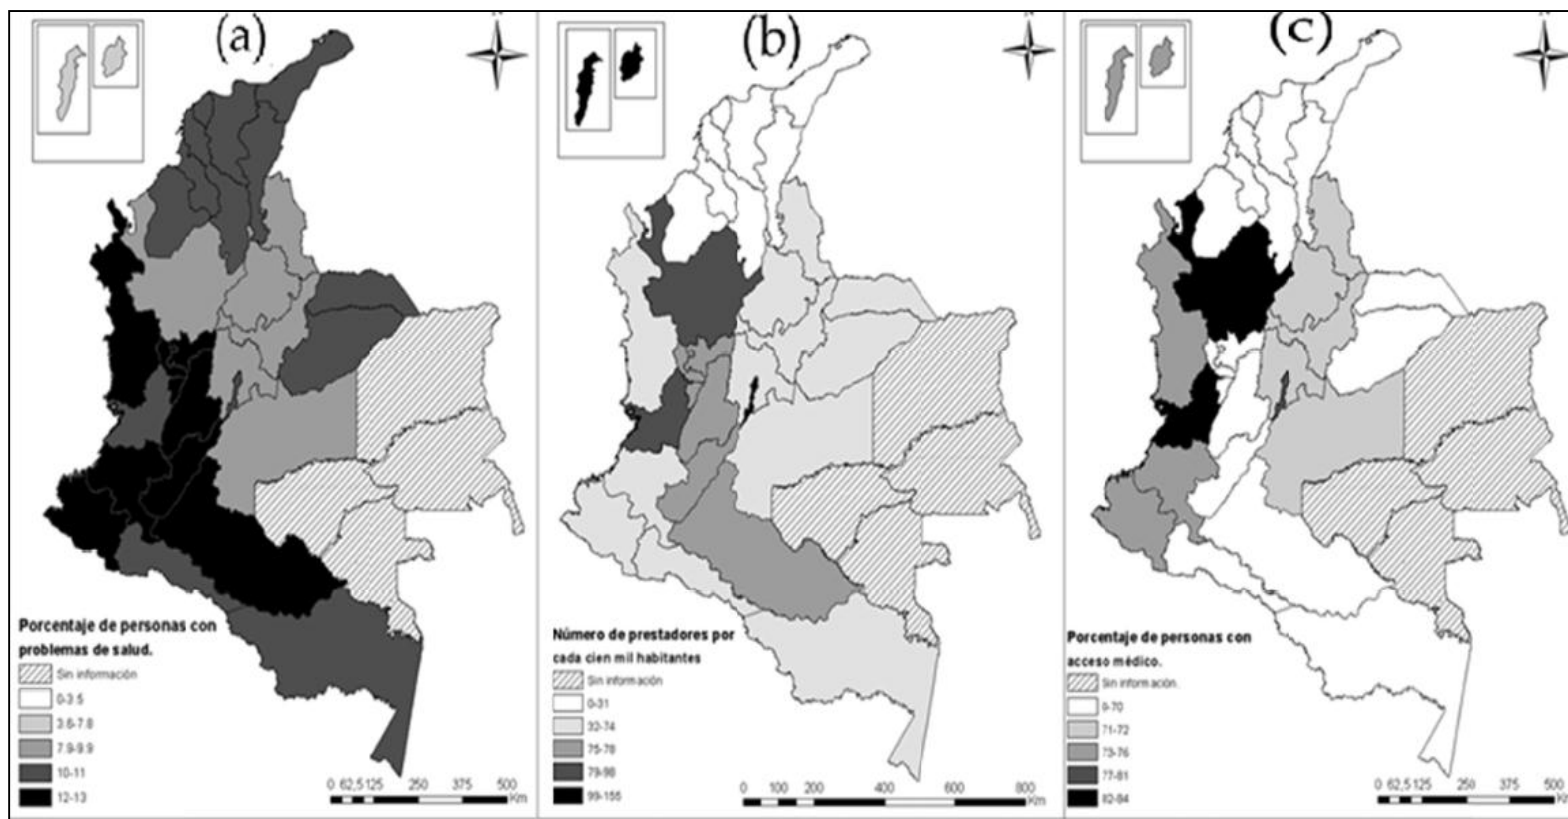 (a)
Porcentaje de personas con
problemas de salud.
Sin información
0-3.5
3.6-7.8
7.9-9.9
10-11
12-13
0 62,5 125 250 375 500
Km
(b)
Número de prestadores por
cada cien mil habitantes
Sin información
0-31
32-74
75-78
79-98
99-155
0 100 200 400 600 800
Km
(c)
Porcentaje de personas con
acceso médico.
Sin información.
0-70
71-72
73-76
77-81
82-84
0 62,5 125 250 375 500
Km